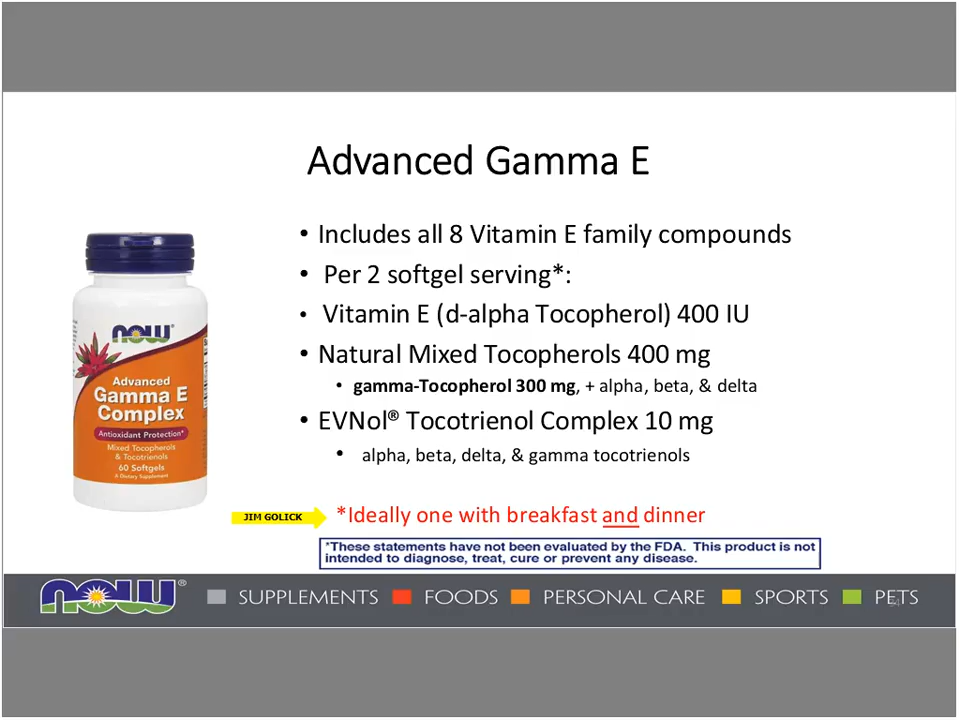 Advanced Gamma E
• Includes all 8 Vitamin E family compounds
• Per 2 softgel serving*:
• Vitamin E (d-alpha Tocopherol) 400 IU
• Natural Mixed Tocopherols 400 mg
• gamma-Tocopherol 300 mg, + alpha, beta, & delta
• EVNol® Tocotrienol Complex 10 mg
• alpha, beta, delta, & gamma tocotrienols
NOW®
Advanced
Gamma E
Complex
Antioxidant Protection*
Mixed Tocopherols
& Tocotrienols
60 Softgels
A Dietary Supplement
JIM GOLICK
*Ideally one with breakfast and dinner
*These statements have not been evaluated by the FDA. This product is not
intended to diagnose, treat, cure or prevent any disease.
NOW® SUPPLEMENTS FOODS PERSONAL CARE SPORTS PETS